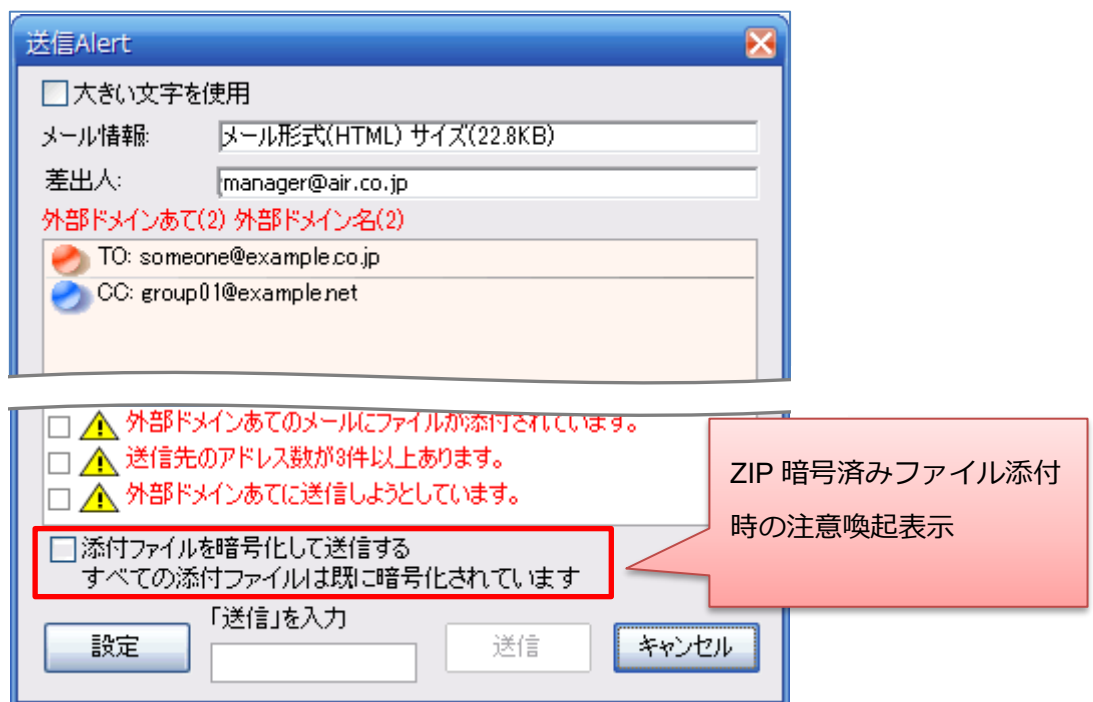 送信Alert
大きい文字を使用
メール情報: メール形式(HTML) サイズ(22.8KB)
差出人: manager@air.co.jp
外部ドメインあて(2) 外部ドメイン名(2)
TO: someone@example.co.jp
CC: group01@example.net
外部ドメインあてのメールにファイルが添付されています。
送信先のアドレス数が3件以上あります。
外部ドメインあてに送信しようとしています。
ZIP 暗号済みファイル添付
時の注意喚起表示
添付ファイルを暗号化して送信する
すべての添付ファイルは既に暗号化されています
「送信」を入力
設定 送信 キャンセル